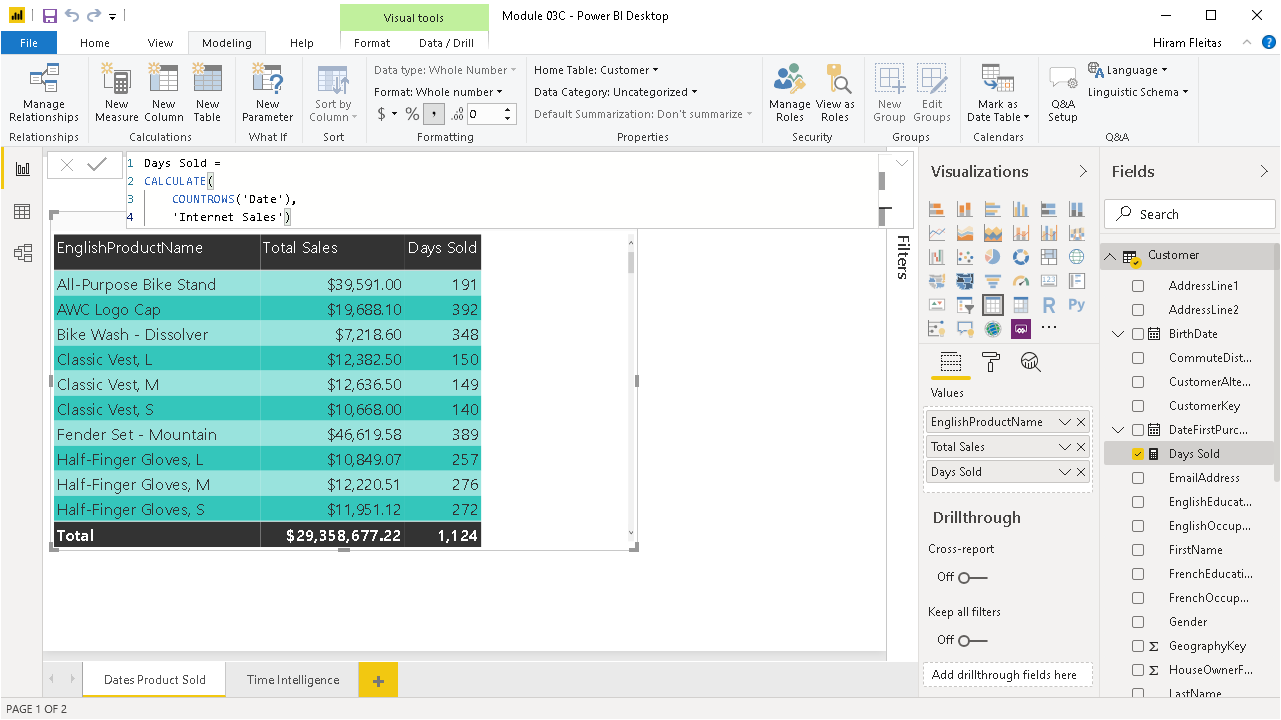 Visual tools
Module 03C - Power BI Desktop
File
Home
View
Modeling
Help
Format
Data / Drill
Hiram Fleitas
Manage Relationships
New Measure
New Column
New Table
New Parameter
Sort by Column
Data type: Whole Number
Format: Whole number
$ % , .00 0
Home Table: Customer
Data Category: Uncategorized
Default Summarization: Don't summarize
Manage Roles
View as Roles
New Group
Edit Groups
Mark as Date Table
Q&A Setup
Language
Linguistic Schema
Relationships
Calculations
What If
Sort
Formatting
Properties
Security
Groups
Calendars
Q&A
1 Days Sold =
2 CALCULATE(
3 COUNTROWS('Date'),
4 'Internet Sales')
EnglishProductName Total Sales Days Sold
All-Purpose Bike Stand $39,591.00 191
AWC Logo Cap $19,688.10 392
Bike Wash - Dissolver $7,218.60 348
Classic Vest, L $12,382.50 150
Classic Vest, M $12,636.50 149
Classic Vest, S $10,668.00 140
Fender Set - Mountain $46,619.58 389
Half-Finger Gloves, L $10,849.07 257
Half-Finger Gloves, M $12,220.51 276
Half-Finger Gloves, S $11,951.12 272
Total $29,358,677.22 1,124
Filters
Visualizations
R
Py
Values
EnglishProductName
Total Sales
Days Sold
Drillthrough
Cross-report
Off
Keep all filters
Off
Add drillthrough fields here
Fields
Search
Customer
AddressLine1
AddressLine2
BirthDate
CommuteDist...
CustomerAlte...
CustomerKey
DateFirstPurc...
Days Sold
EmailAddress
EnglishEducat...
EnglishOccup...
FirstName
FrenchEducati...
FrenchOccup...
Gender
Σ GeographyKey
Σ HouseOwnerF...
LastName
Dates Product Sold
Time Intelligence
PAGE 1 OF 2